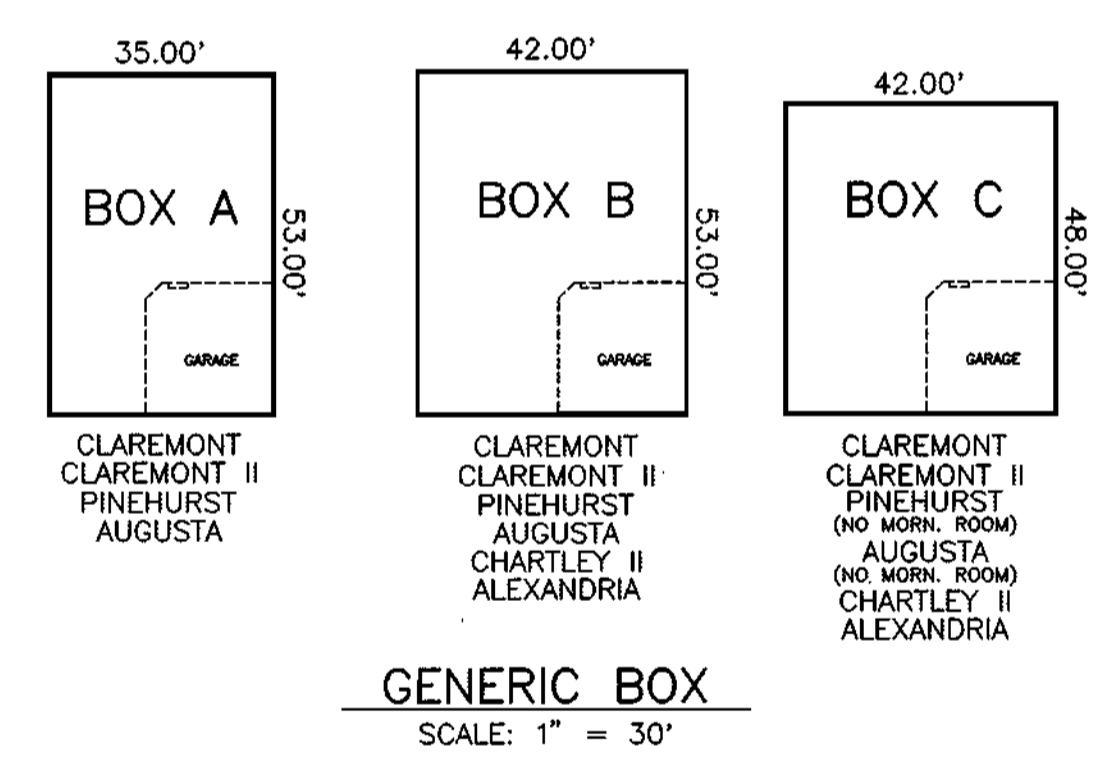 35.00'
BOX A
53.00'
GARAGE
CLAREMONT
CLAREMONT II
PINEHURST
AUGUSTA
42.00'
BOX B
53.00'
GARAGE
CLAREMONT
CLAREMONT II
PINEHURST
AUGUSTA
CHARTLEY II
ALEXANDRIA
42.00'
BOX C
48.00'
GARAGE
CLAREMONT
CLAREMONT II
PINEHURST
(NO MORN. ROOM)
AUGUSTA
(NO. MORN. ROOM)
CHARTLEY II
ALEXANDRIA
GENERIC BOX
SCALE: 1" = 30'